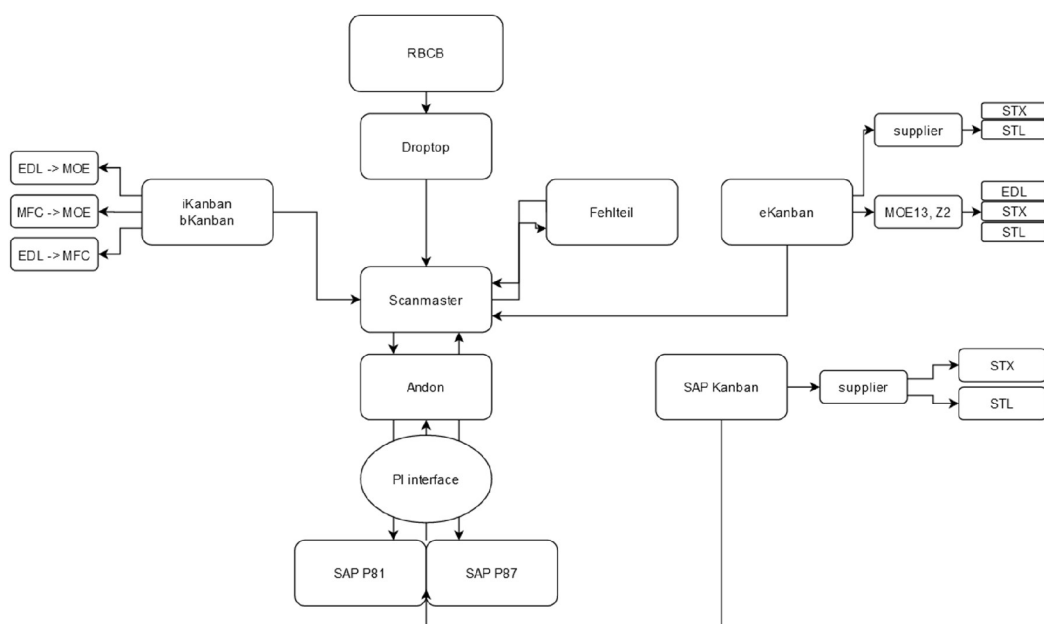 RBCB
Droptop
EDL -> MOE
MFC -> MOE
EDL -> MFC
iKanban
bKanban
Fehlteil
eKanban
supplier
STX
STL
MOE13, Z2
EDL
STX
STL
Scanmaster
Andon
SAP Kanban
supplier
STX
STL
PI interface
SAP P81
SAP P87